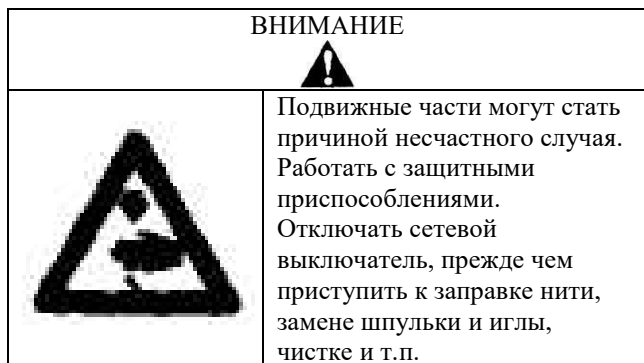 ВНИМАНИЕ
Подвижные части могут стать
причиной несчастного случая.
Работать с защитными
приспособлениями.
Отключать сетевой
выключатель, прежде чем
приступить к заправке нити,
замене шпульки и иглы,
чистке и т.п.